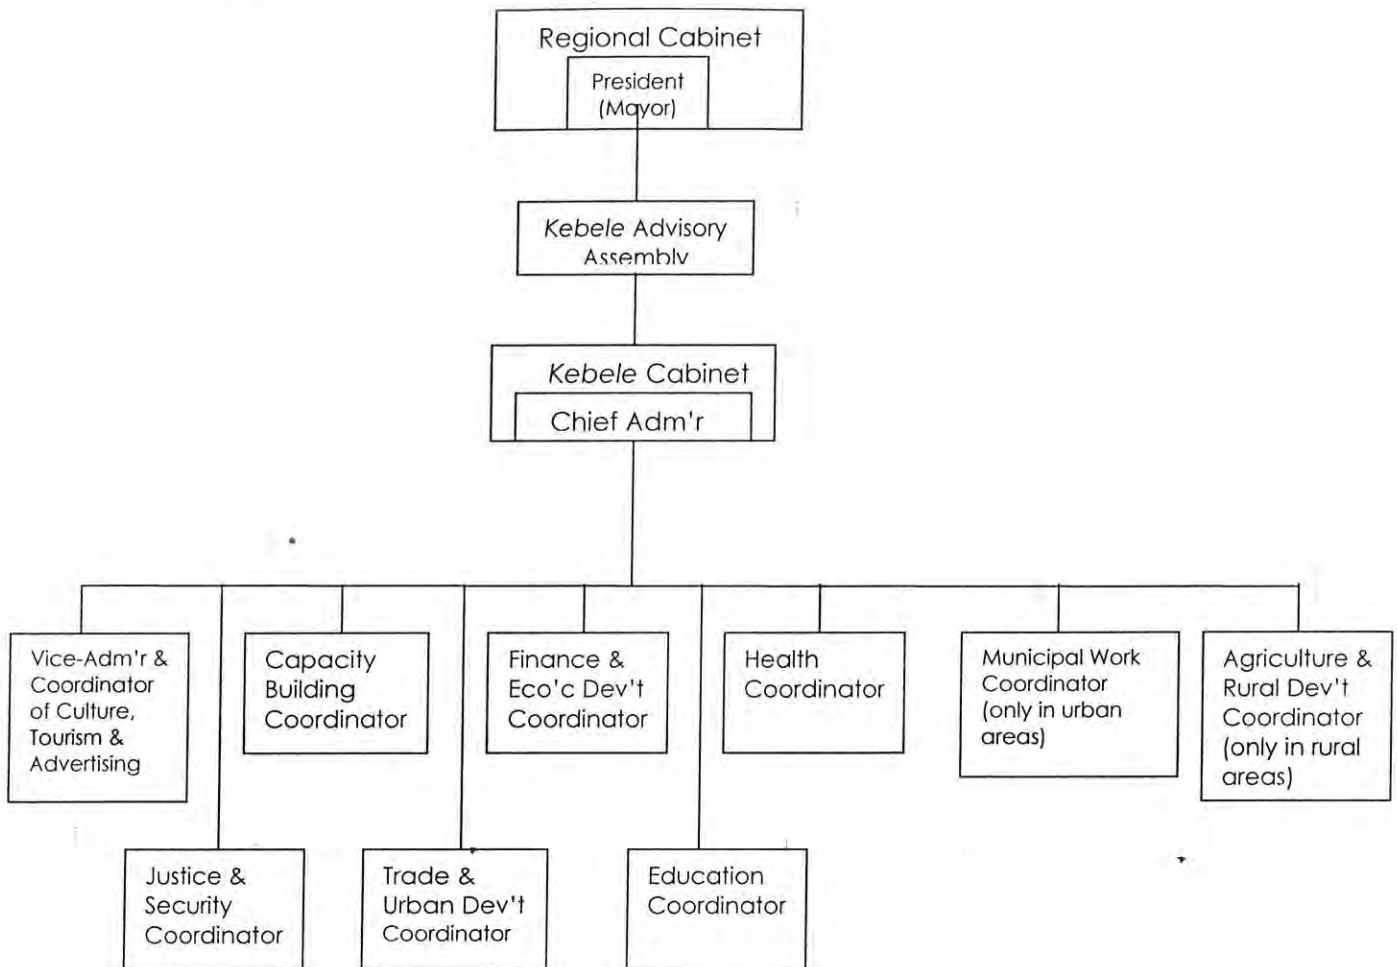 Regional Cabinet
President
(Mayor)
Kebele Advisory
Assembly
Kebele Cabinet
Chief Adm'r
Vice-Adm'r &
Coordinator
of Culture,
Tourism &
Advertising
Capacity
Building
Coordinator
Finance &
Eco'c Dev't
Coordinator
Health
Coordinator
Municipal Work
Coordinator
(only in urban
areas)
Agriculture &
Rural Dev't
Coordinator
(only in rural
areas)
Justice &
Security
Coordinator
Trade &
Urban Dev't
Coordinator
Education
Coordinator